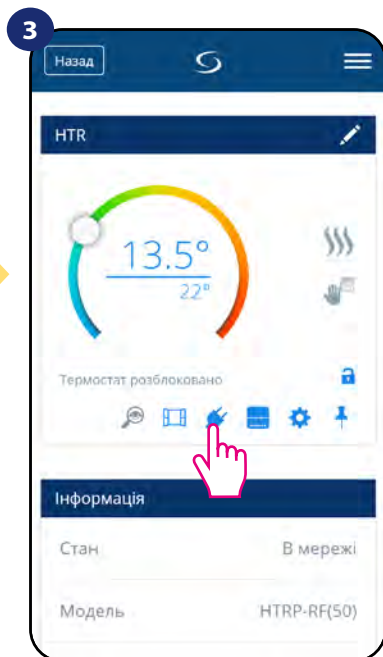 3
Назад
HTR
13.5°
22°
Термостат розблоковано
Інформація
Стан В мережі
Модель HTRP-RF(50)